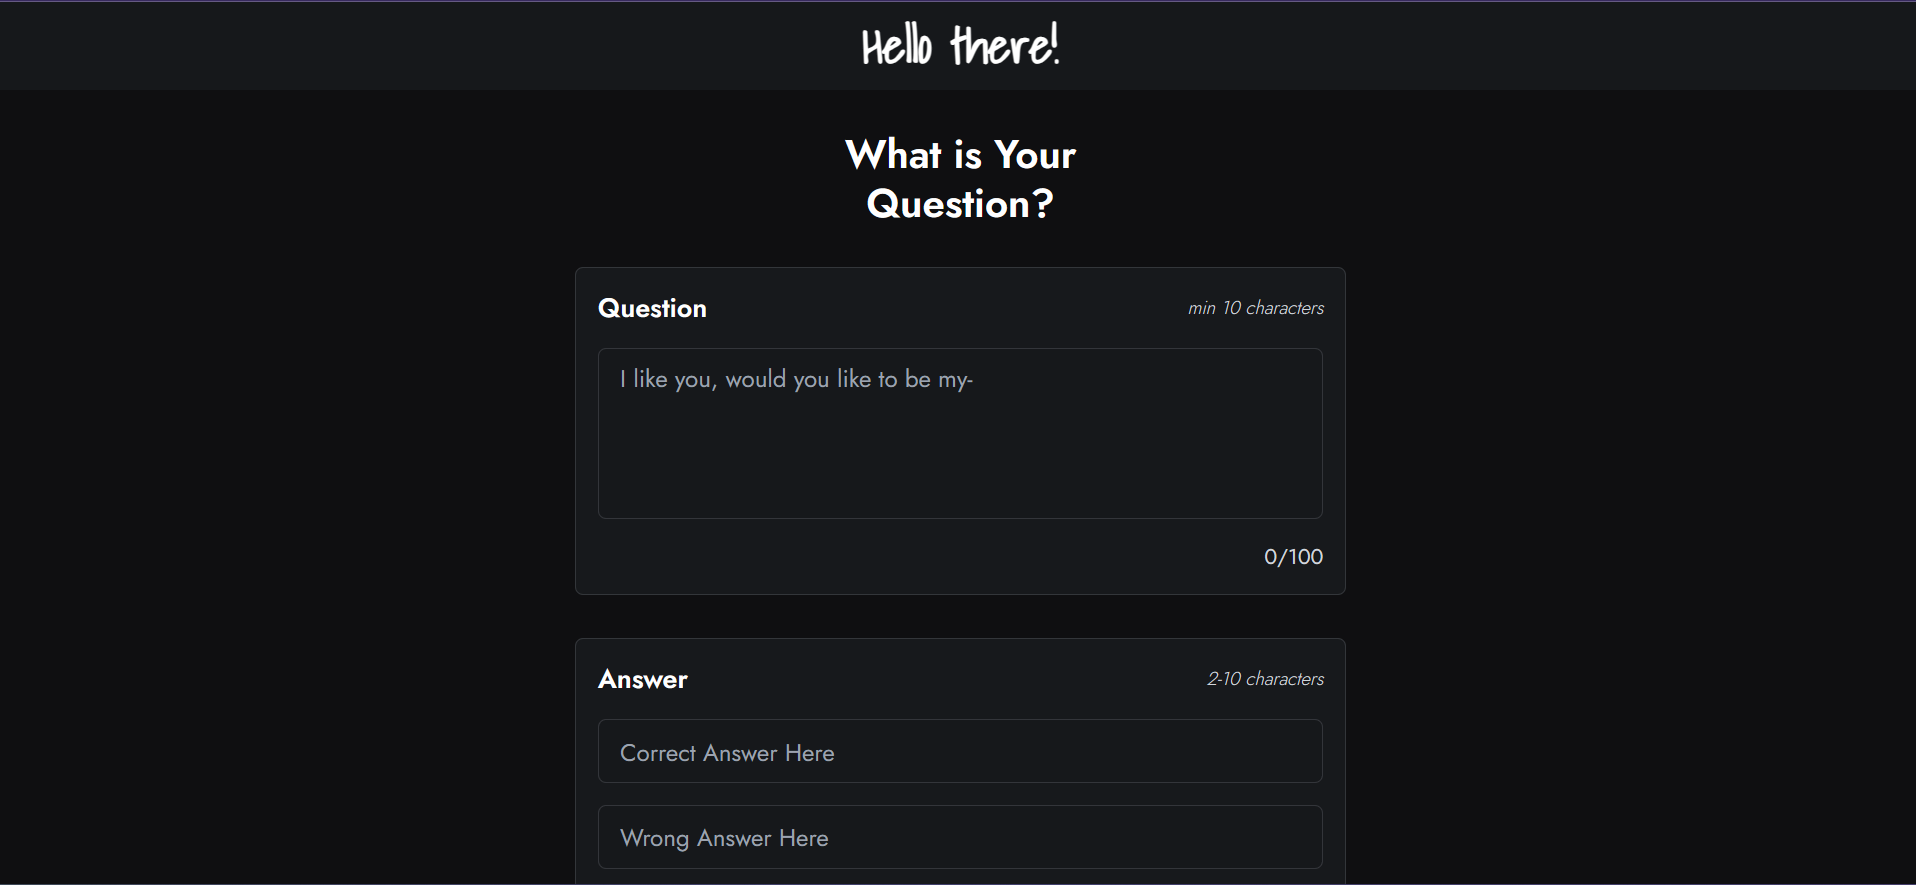 Hello there!
What is Your
Question?
Question
min 10 characters
I like you, would you like to be my-
0/100
Answer
2-10 characters
Correct Answer Here
Wrong Answer Here